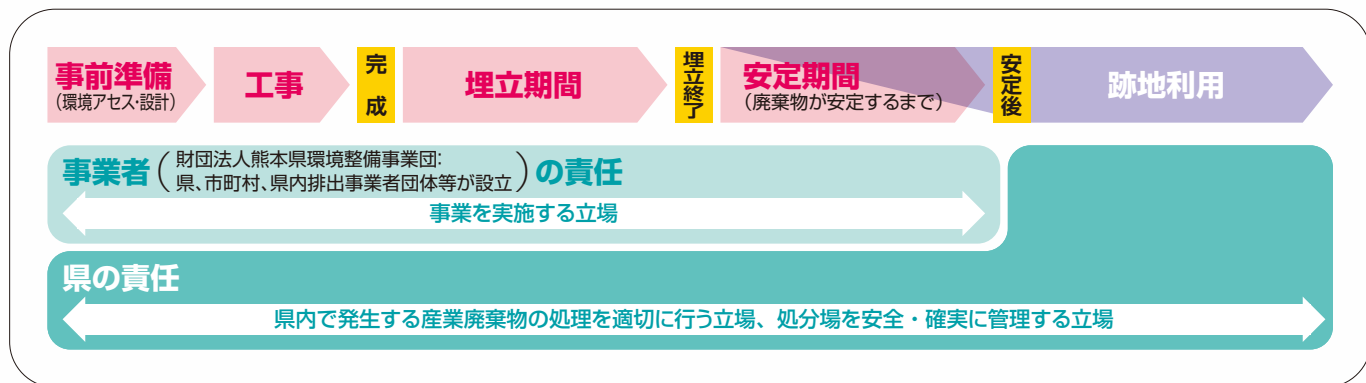 事前準備
(環境アセス・設計)
工事
完成
埋立期間
埋立終了
安定期間
(廃棄物が安定するまで)
安定後
跡地利用
事業者(財団法人熊本県環境整備事業団:
県、市町村、県内排出事業者団体等が設立)の責任
事業を実施する立場
県の責任
県内で発生する産業廃棄物の処理を適切に行う立場、処分場を安全・確実に管理する立場